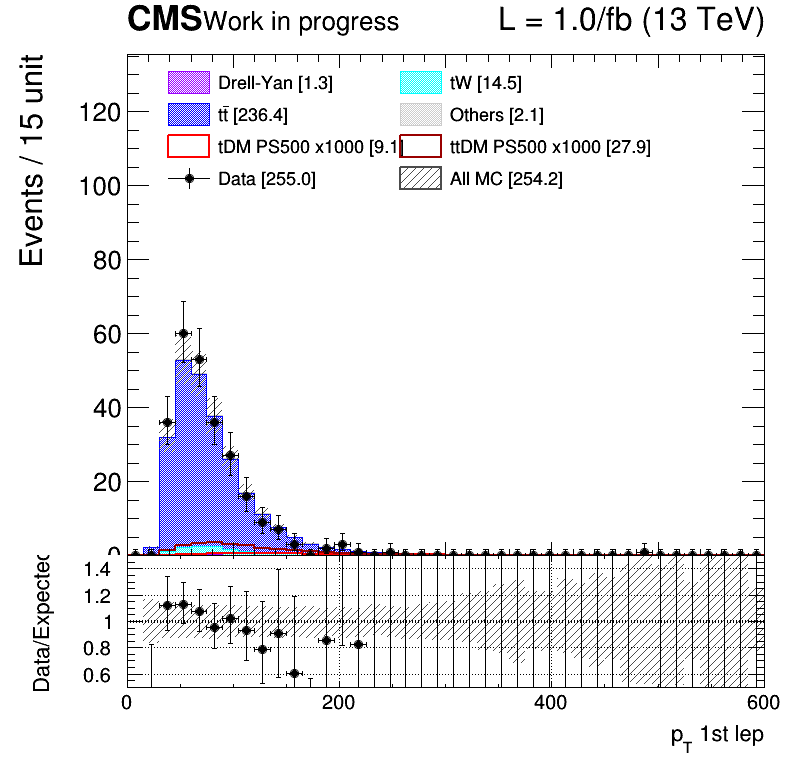 CMS Work in progress L = 1.0/fb (13 TeV)
Events / 15 unit
Drell-Yan [1.3] tW [14.5]
tt̄ [236.4] Others [2.1]
tDM PS500 x1000 [9.1] ttDM PS500 x1000 [27.9]
Data [255.0] All MC [254.2]
120
100
80
60
40
20
0
Data/Expected
1.4
1.2
1
0.8
0.6
0 200 400 600
p_T 1st lep